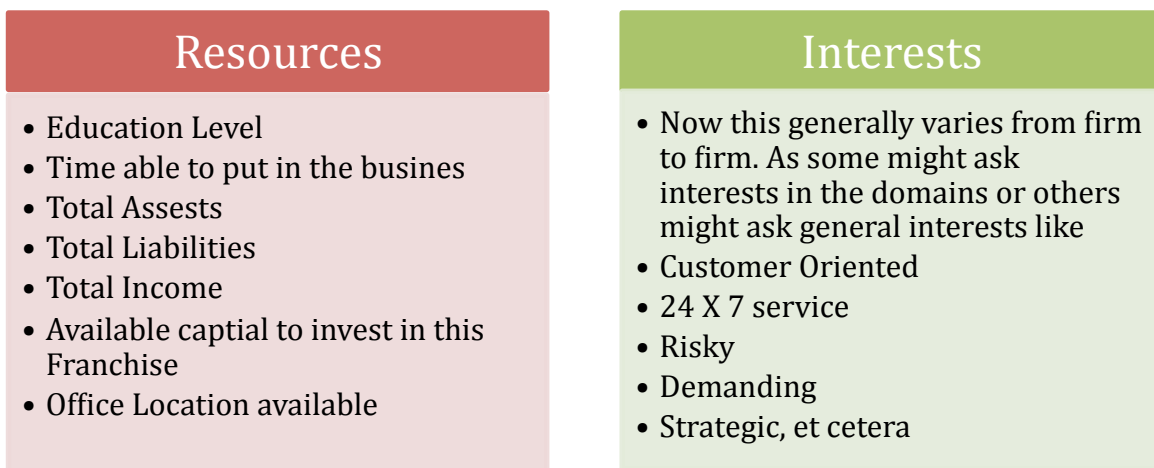 Resources
• Education Level
• Time able to put in the busines
• Total Assests
• Total Liabilities
• Total Income
• Available captial to invest in this
Franchise
• Office Location available
Interests
• Now this generally varies from firm
to firm. As some might ask
interests in the domains or others
might ask general interests like
• Customer Oriented
• 24 X 7 service
• Risky
• Demanding
• Strategic, et cetera